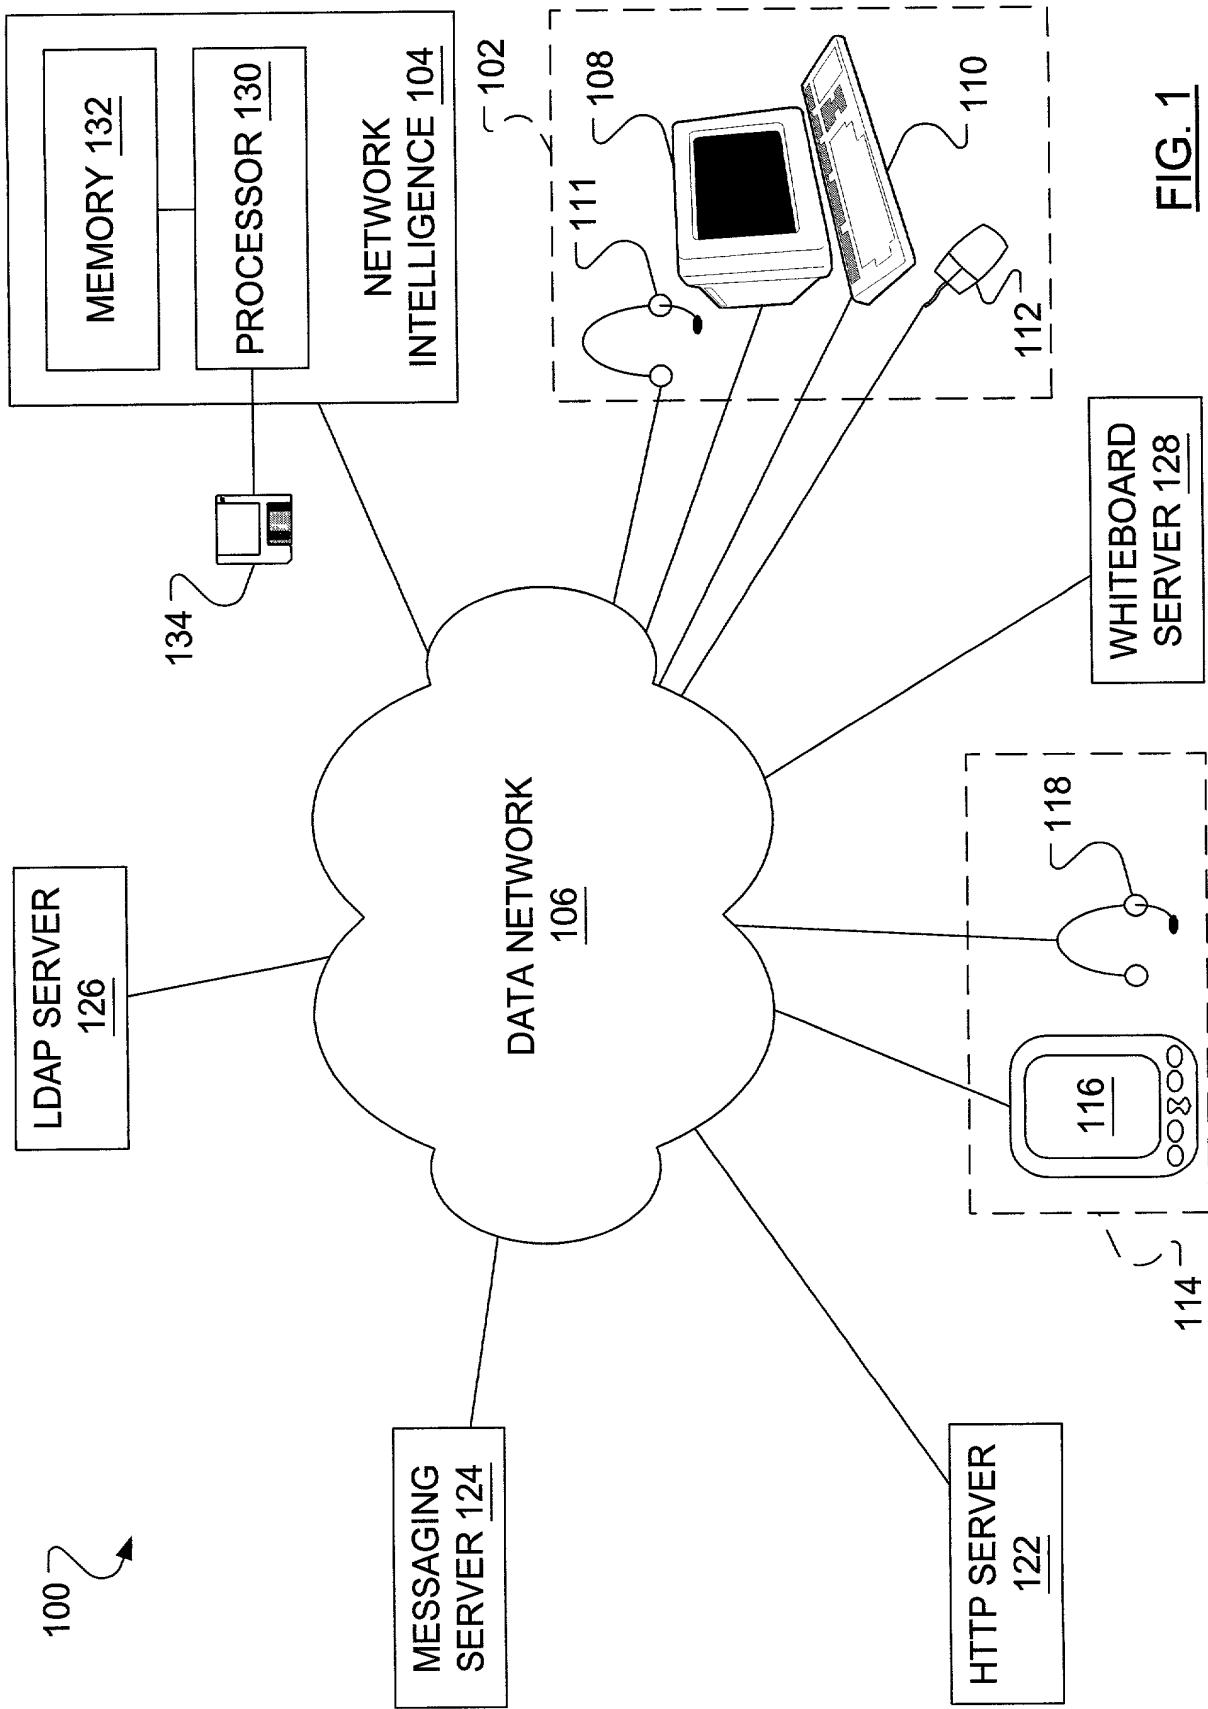 100
LDAP SERVER
126
134
MEMORY 132
PROCESSOR 130
NETWORK
INTELLIGENCE 104
MESSAGING
SERVER 124
DATA NETWORK
106
102
111
108
110
112
HTTP SERVER
122
114
116
118
WHITEBOARD
SERVER 128
FIG. 1